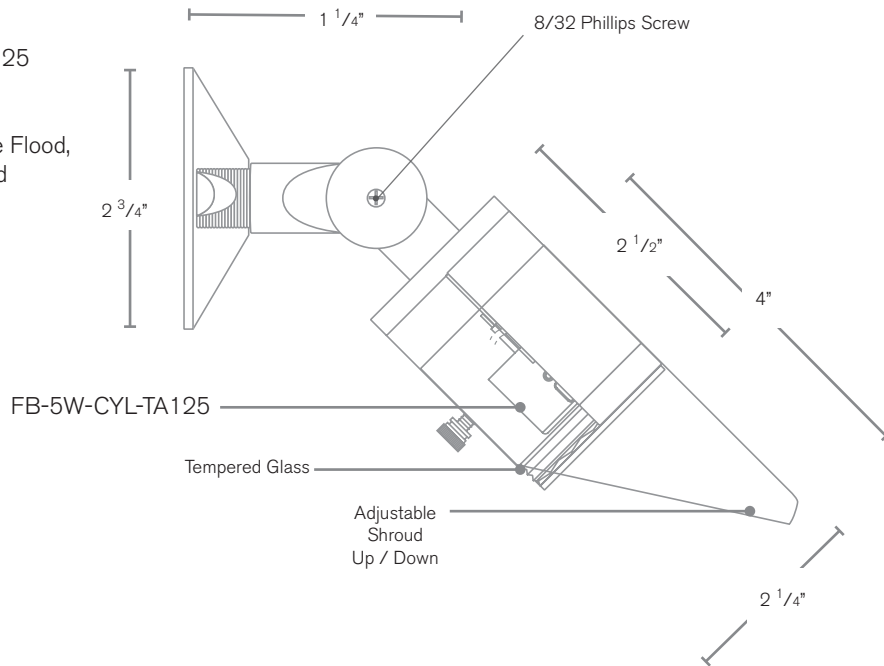 1 1/4"
8/32 Phillips Screw
25
Flood,
2 3/4"
2 1/2"
4"
FB-5W-CYL-TA125
Tempered Glass
Adjustable
Shroud
Up / Down
2 1/4"